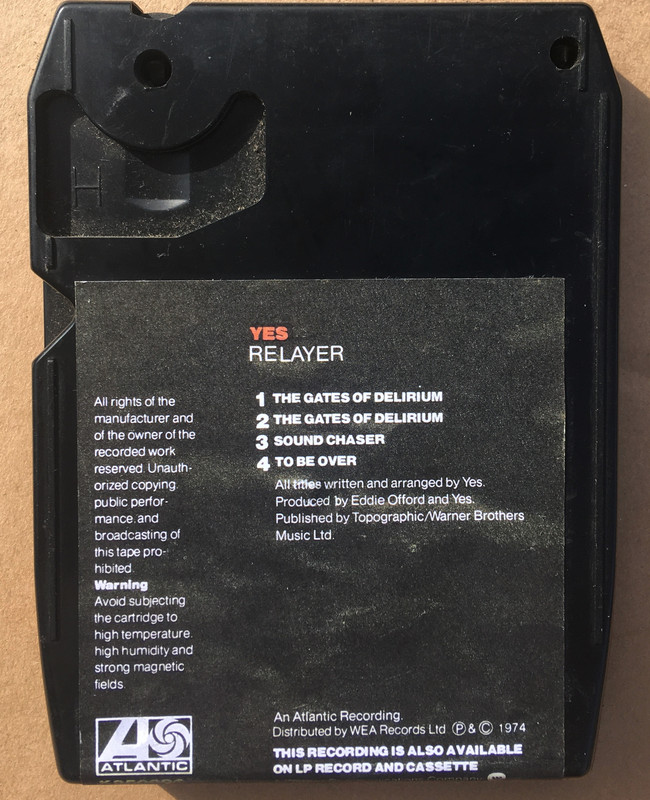 H
YES
RELAYER
1 THE GATES OF DELIRIUM
2 THE GATES OF DELIRIUM
3 SOUND CHASER
4 TO BE OVER
All titles written and arranged by Yes.
Produced by Eddie Offord and Yes.
Published by Topographic/Warner Brothers
Music Ltd.
All rights of the
manufacturer and
of the owner of the
recorded work
reserved. Unauth-
orized copying,
public perfor-
mance, and
broadcasting of
this tape pro-
hibited.
Warning
Avoid subjecting
the cartridge to
high temperature,
high humidity and
strong magnetic
fields.
ATLANTIC
An Atlantic Recording.
Distributed by WEA Records Ltd Ⓟ & © 1974
THIS RECORDING IS ALSO AVAILABLE
ON LP RECORD AND CASSETTE